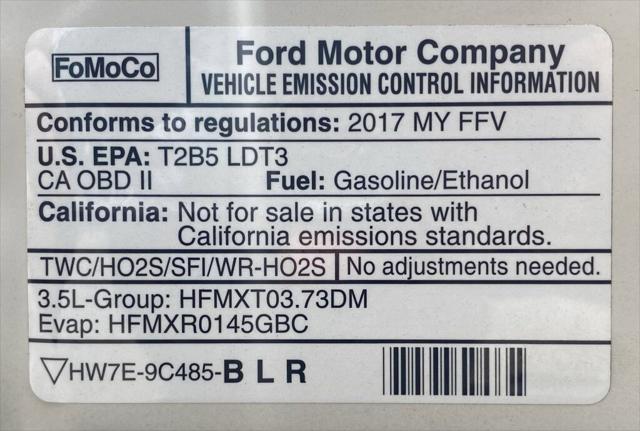 FoMoCo
Ford Motor Company
VEHICLE EMISSION CONTROL INFORMATION
Conforms to regulations: 2017 MY FFV
U.S. EPA: T2B5 LDT3
CA OBD II Fuel: Gasoline/Ethanol
California: Not for sale in states with
California emissions standards.
TWC/HO2S/SFI/WR-HO2S No adjustments needed.
3.5L-Group: HFMXT03.73DM
Evap: HFMXR0145GBC
▽HW7E-9C485-B L R